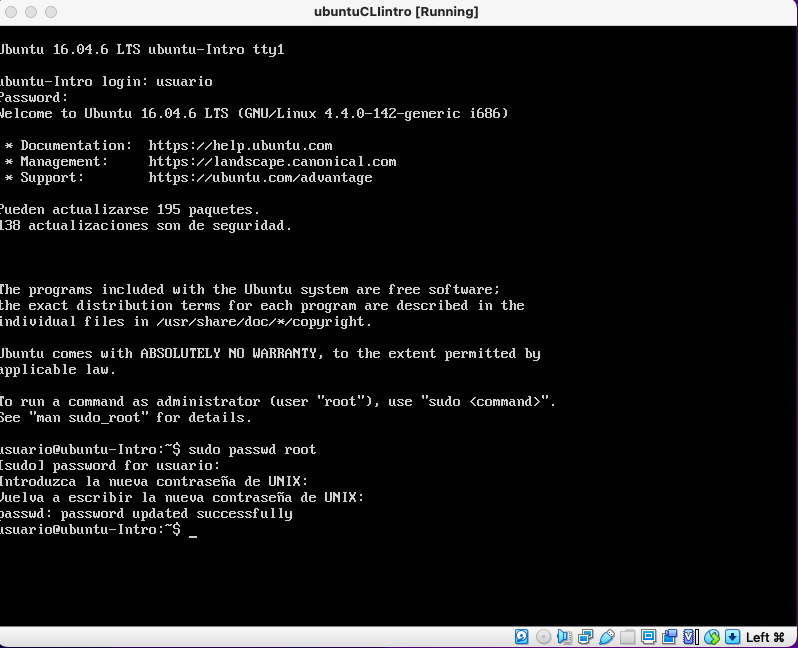 ubuntuCLIintro [Running]
Ubuntu 16.04.6 LTS ubuntu-Intro tty1
ubuntu-Intro login: usuario
Password:
Welcome to Ubuntu 16.04.6 LTS (GNU/Linux 4.4.0-142-generic i686)
* Documentation:  https://help.ubuntu.com
* Management:     https://landscape.canonical.com
* Support:        https://ubuntu.com/advantage
Pueden actualizarse 195 paquetes.
138 actualizaciones son de seguridad.
The programs included with the Ubuntu system are free software;
the exact distribution terms for each program are described in the
individual files in /usr/share/doc/*/copyright.
Ubuntu comes with ABSOLUTELY NO WARRANTY, to the extent permitted by
applicable law.
To run a command as administrator (user "root"), use "sudo <command>".
See "man sudo_root" for details.
usuario@ubuntu-Intro:~$ sudo passwd root
[sudo] password for usuario:
Introduzca la nueva contraseña de UNIX:
Vuelva a escribir la nueva contraseña de UNIX:
passwd: password updated successfully
usuario@ubuntu-Intro:~$ _
Left ⌘